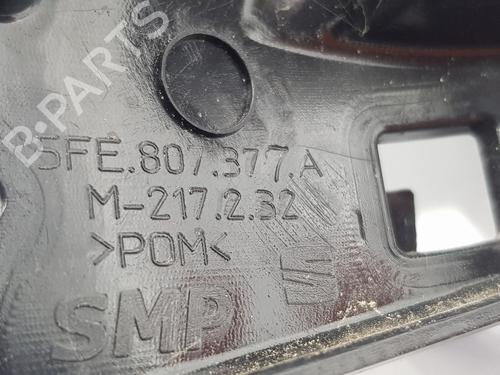 B-PARTS
5FE.807.377.A
M-217.2.32
>POM<
SMP